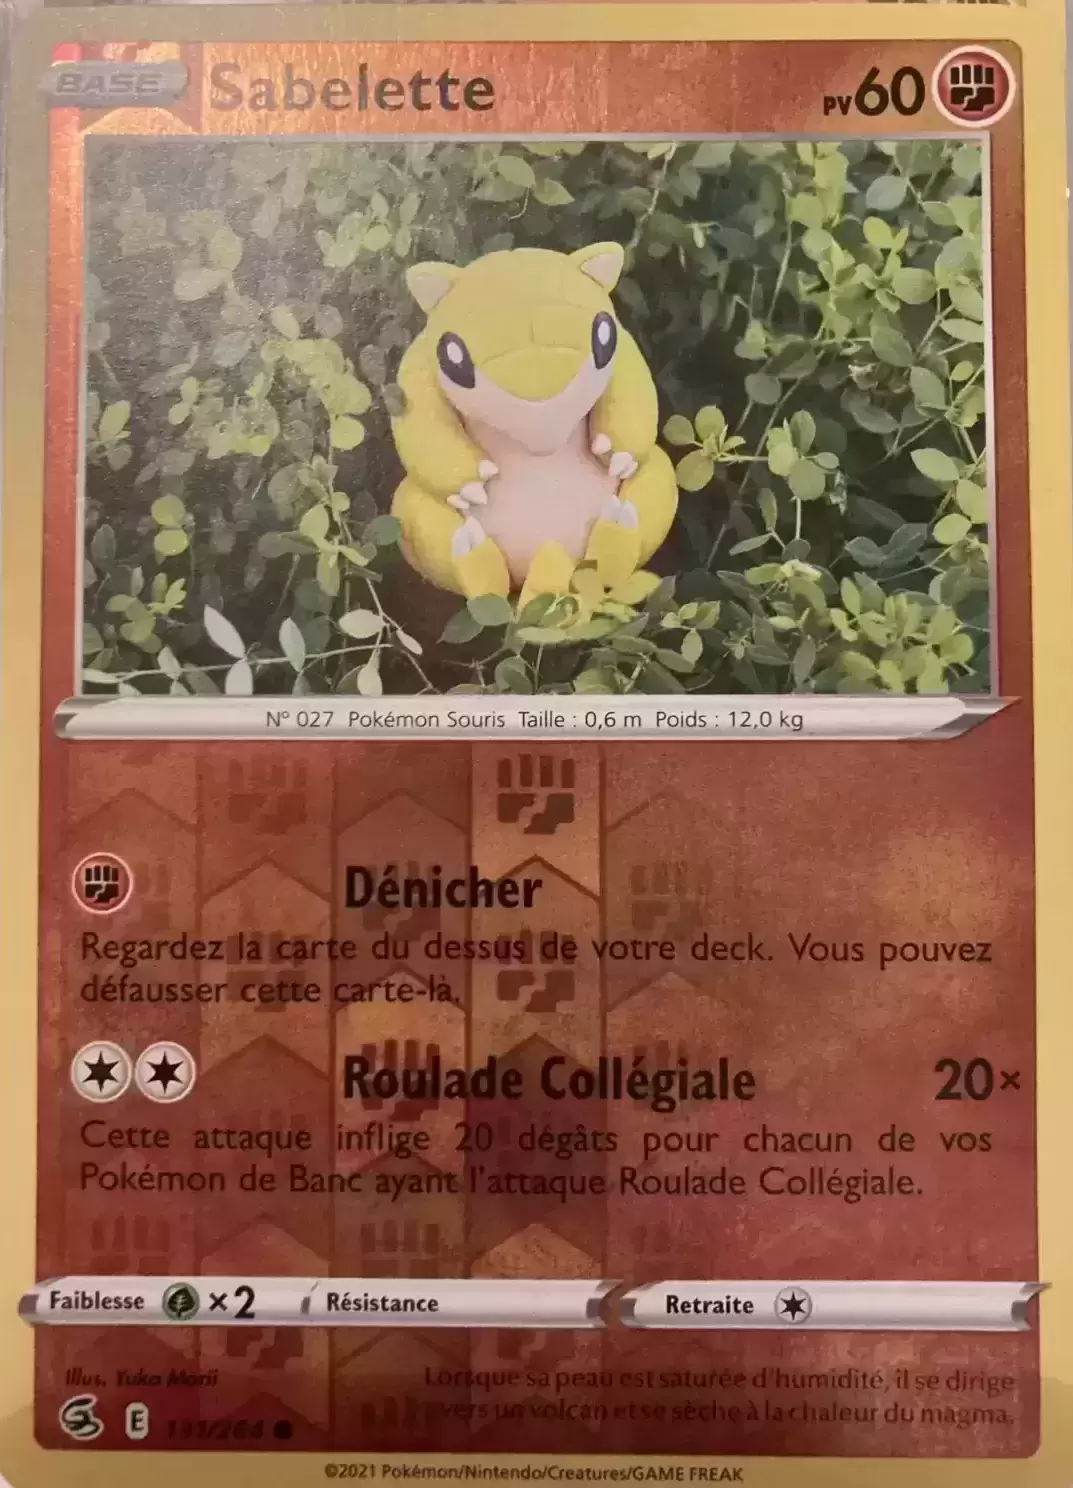 BASE Sabelette PV 60
N° 027 Pokémon Souris Taille : 0,6 m Poids : 12,0 kg
Dénicher
Regardez la carte du dessus de votre deck. Vous pouvez
défausser cette carte-là.
Roulade Collégiale 20×
Cette attaque inflige 20 dégâts pour chacun de vos
Pokémon de Banc ayant l'attaque Roulade Collégiale.
Faiblesse ×2 Résistance Retraite
Illus. Yuka Morii
Lorsque sa peau est saturée d'humidité, il se dirige
vers un volcan et se sèche à la chaleur du magma.
E
©2021 Pokémon/Nintendo/Creatures/GAME FREAK